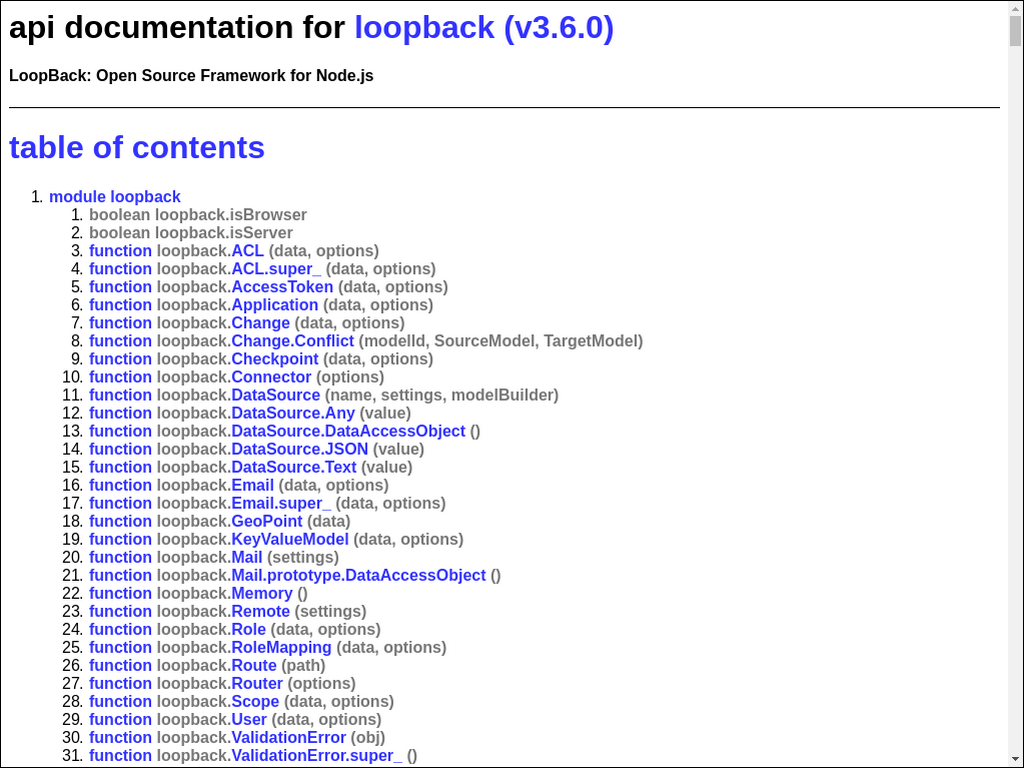 api documentation for loopback (v3.6.0)
LoopBack: Open Source Framework for Node.js
table of contents
1. module loopback
1. boolean loopback.isBrowser
2. boolean loopback.isServer
3. function loopback.ACL (data, options)
4. function loopback.ACL.super_ (data, options)
5. function loopback.AccessToken (data, options)
6. function loopback.Application (data, options)
7. function loopback.Change (data, options)
8. function loopback.Change.Conflict (modelId, SourceModel, TargetModel)
9. function loopback.Checkpoint (data, options)
10. function loopback.Connector (options)
11. function loopback.DataSource (name, settings, modelBuilder)
12. function loopback.DataSource.Any (value)
13. function loopback.DataSource.DataAccessObject ()
14. function loopback.DataSource.JSON (value)
15. function loopback.DataSource.Text (value)
16. function loopback.Email (data, options)
17. function loopback.Email.super_ (data, options)
18. function loopback.GeoPoint (data)
19. function loopback.KeyValueModel (data, options)
20. function loopback.Mail (settings)
21. function loopback.Mail.prototype.DataAccessObject ()
22. function loopback.Memory ()
23. function loopback.Remote (settings)
24. function loopback.Role (data, options)
25. function loopback.RoleMapping (data, options)
26. function loopback.Route (path)
27. function loopback.Router (options)
28. function loopback.Scope (data, options)
29. function loopback.User (data, options)
30. function loopback.ValidationError (obj)
31. function loopback.ValidationError.super_ ()